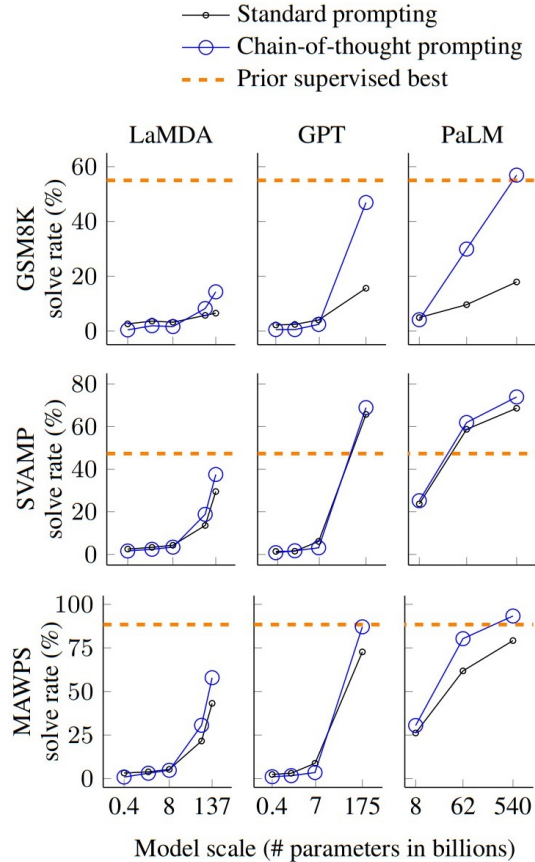 Standard prompting
Chain-of-thought prompting
Prior supervised best
LaMDA GPT PaLM
GSM8K
solve rate (%)
60
40
20
0
SVAMP
solve rate (%)
80
60
40
20
0
MAWPS
solve rate (%)
100
75
50
25
0
0.4 8 137 0.4 7 175 8 62 540
Model scale (# parameters in billions)